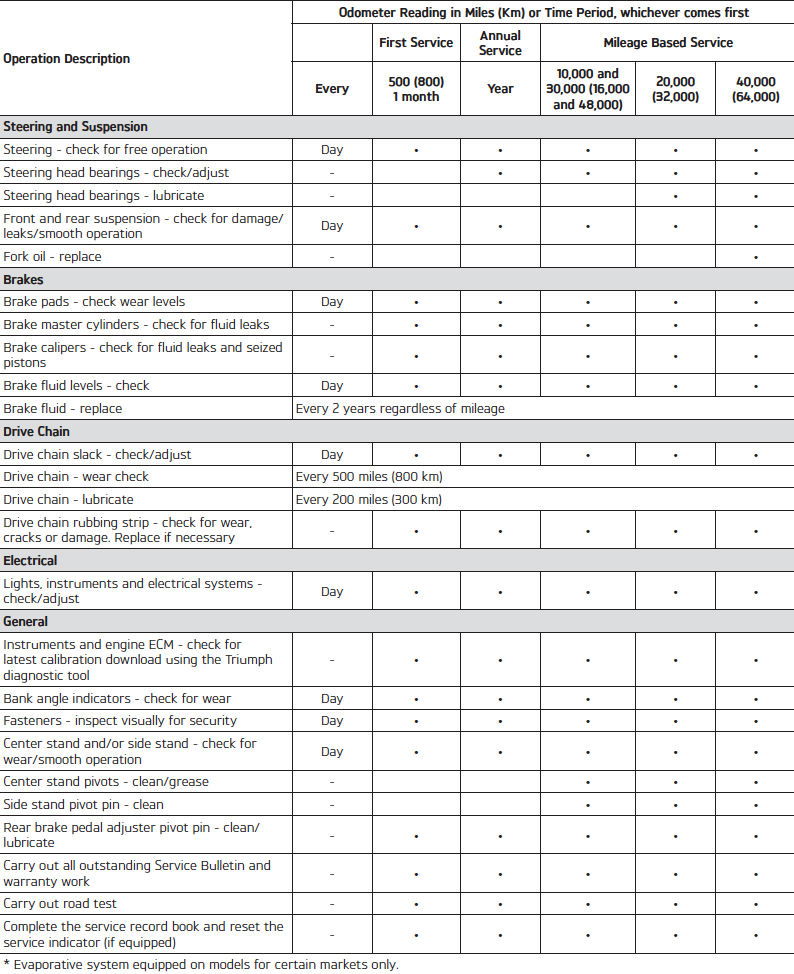 Odometer Reading in Miles (Km) or Time Period, whichever comes first
Operation Description
First Service
Annual
Service
Mileage Based Service
Every
500 (800)
1 month
Year
10,000 and
30,000 (16,000
and 48,000)
20,000
(32,000)
40,000
(64,000)
Steering and Suspension
Steering - check for free operation Day • • • • •
Steering head bearings - check/adjust - • • • •
Steering head bearings - lubricate - • •
Front and rear suspension - check for damage/
leaks/smooth operation Day • • • • •
Fork oil - replace - •
Brakes
Brake pads - check wear levels Day • • • • •
Brake master cylinders - check for fluid leaks - • • • • •
Brake calipers - check for fluid leaks and seized
pistons - • • • • •
Brake fluid levels - check Day • • • • •
Brake fluid - replace Every 2 years regardless of mileage
Drive Chain
Drive chain slack - check/adjust Day • • • • •
Drive chain - wear check Every 500 miles (800 km)
Drive chain - lubricate Every 200 miles (300 km)
Drive chain rubbing strip - check for wear,
cracks or damage. Replace if necessary - • • • • •
Electrical
Lights, instruments and electrical systems -
check/adjust Day • • • • •
General
Instruments and engine ECM - check for
latest calibration download using the Triumph
diagnostic tool - • • • • •
Bank angle indicators - check for wear Day • • • • •
Fasteners - inspect visually for security Day • • • • •
Center stand and/or side stand - check for
wear/smooth operation Day • • • • •
Center stand pivots - clean/grease - • • •
Side stand pivot pin - clean - • • •
Rear brake pedal adjuster pivot pin - clean/
lubricate - • • • • •
Carry out all outstanding Service Bulletin and
warranty work - • • • • •
Carry out road test - • • • • •
Complete the service record book and reset the
service indicator (if equipped) - • • • • •
* Evaporative system equipped on models for certain markets only.